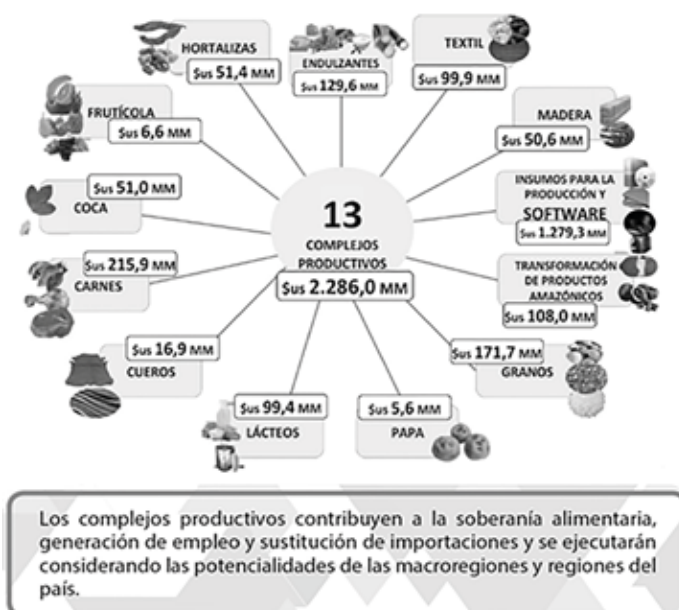 HORTALIZAS
$us 51,4 MM
ENDULZANTES
$us 129,6 MM
TEXTIL
$us 99,9 MM
FRUTÍCOLA
$us 6,6 MM
MADERA
$us 50,6 MM
$us 51,0 MM
COCA
13
COMPLEJOS
PRODUCTIVOS
$us 2.286,0 MM
INSUMOS PARA LA
PRODUCCIÓN Y
SOFTWARE
$us 1.279,3 MM
$us 215,9 MM
CARNES
TRANSFORMACIÓN
DE PRODUCTOS
AMAZÓNICOS
$us 108,0 MM
$us 16,9 MM
CUEROS
$us 171,7 MM
GRANOS
$us 99,4 MM
LÁCTEOS
$us 5,6 MM
PAPA
Los complejos productivos contribuyen a la soberanía alimentaria,
generación de empleo y sustitución de importaciones y se ejecutarán
considerando las potencialidades de las macroregiones y regiones del
país.